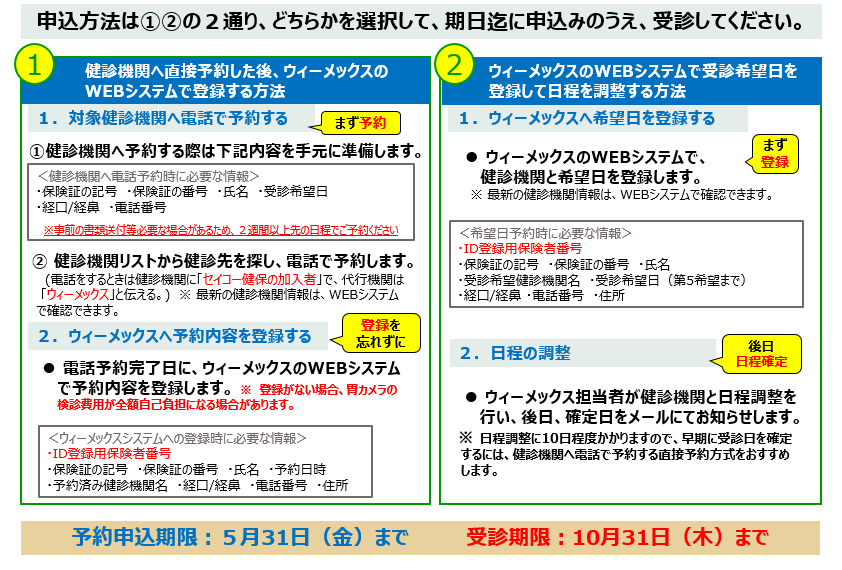 申込方法は①②の２通り、どちらかを選択して、期日迄に申込みのうえ、受診してください。
1
健診機関へ直接予約した後、ウィーメックスの
WEBシステムで登録する方法
１．対象健診機関へ電話で予約する
まず予約
①健診機関へ予約する際は下記内容を手元に準備します。
＜健診機関へ電話予約時に必要な情報＞
・保険証の記号　・保険証の番号　・氏名　・受診希望日
・経口/経鼻　・電話番号
※事前の書類送付等必要な場合があるため、２週間以上先の日程でご予約ください
② 健診機関リストから健診先を探し、電話で予約します。
(電話をするときは健診機関に「セイコー健保の加入者」で、代行機関は
「ウィーメックス」と伝える。)　※ 最新の健診機関情報は、WEBシステム
で確認できます。
２．ウィーメックスへ予約内容を登録する
登録を
忘れずに
● 電話予約完了日に、ウィーメックスのWEBシステム
で予約内容を登録します。※ 登録がない場合、胃カメラの
検診費用が全額自己負担になる場合があります。
＜ウィーメックスシステムへの登録時に必要な情報＞
・ID登録用保険者番号
・保険証の記号　・保険証の番号　・氏名　・予約日時
・予約済み健診機関名　・経口/経鼻　・電話番号　・住所
2
ウィーメックスのWEBシステムで受診希望日を
登録して日程を調整する方法
１．ウィーメックスへ希望日を登録する
まず
登録
● ウィーメックスのWEBシステムで、
健診機関と希望日を登録します。
※ 最新の健診機関情報は、WEBシステムで確認できます。
＜希望日予約時に必要な情報＞
・ID登録用保険者番号
・保険証の記号　・保険証の番号　・氏名
・受診希望健診機関名　・受診希望日（第5希望まで）
・経口/経鼻　・電話番号　・住所
２．日程の調整
後日
日程確定
● ウィーメックス担当者が健診機関と日程調整を
行い、後日、確定日をメールにてお知らせします。
※ 日程調整に10日程度かかりますので、早期に受診日を確定
するには、健診機関へ電話で予約する直接予約方式をおすすめ
します。
予約申込期限：５月31日（金）まで
受診期限：10月31日（木）まで